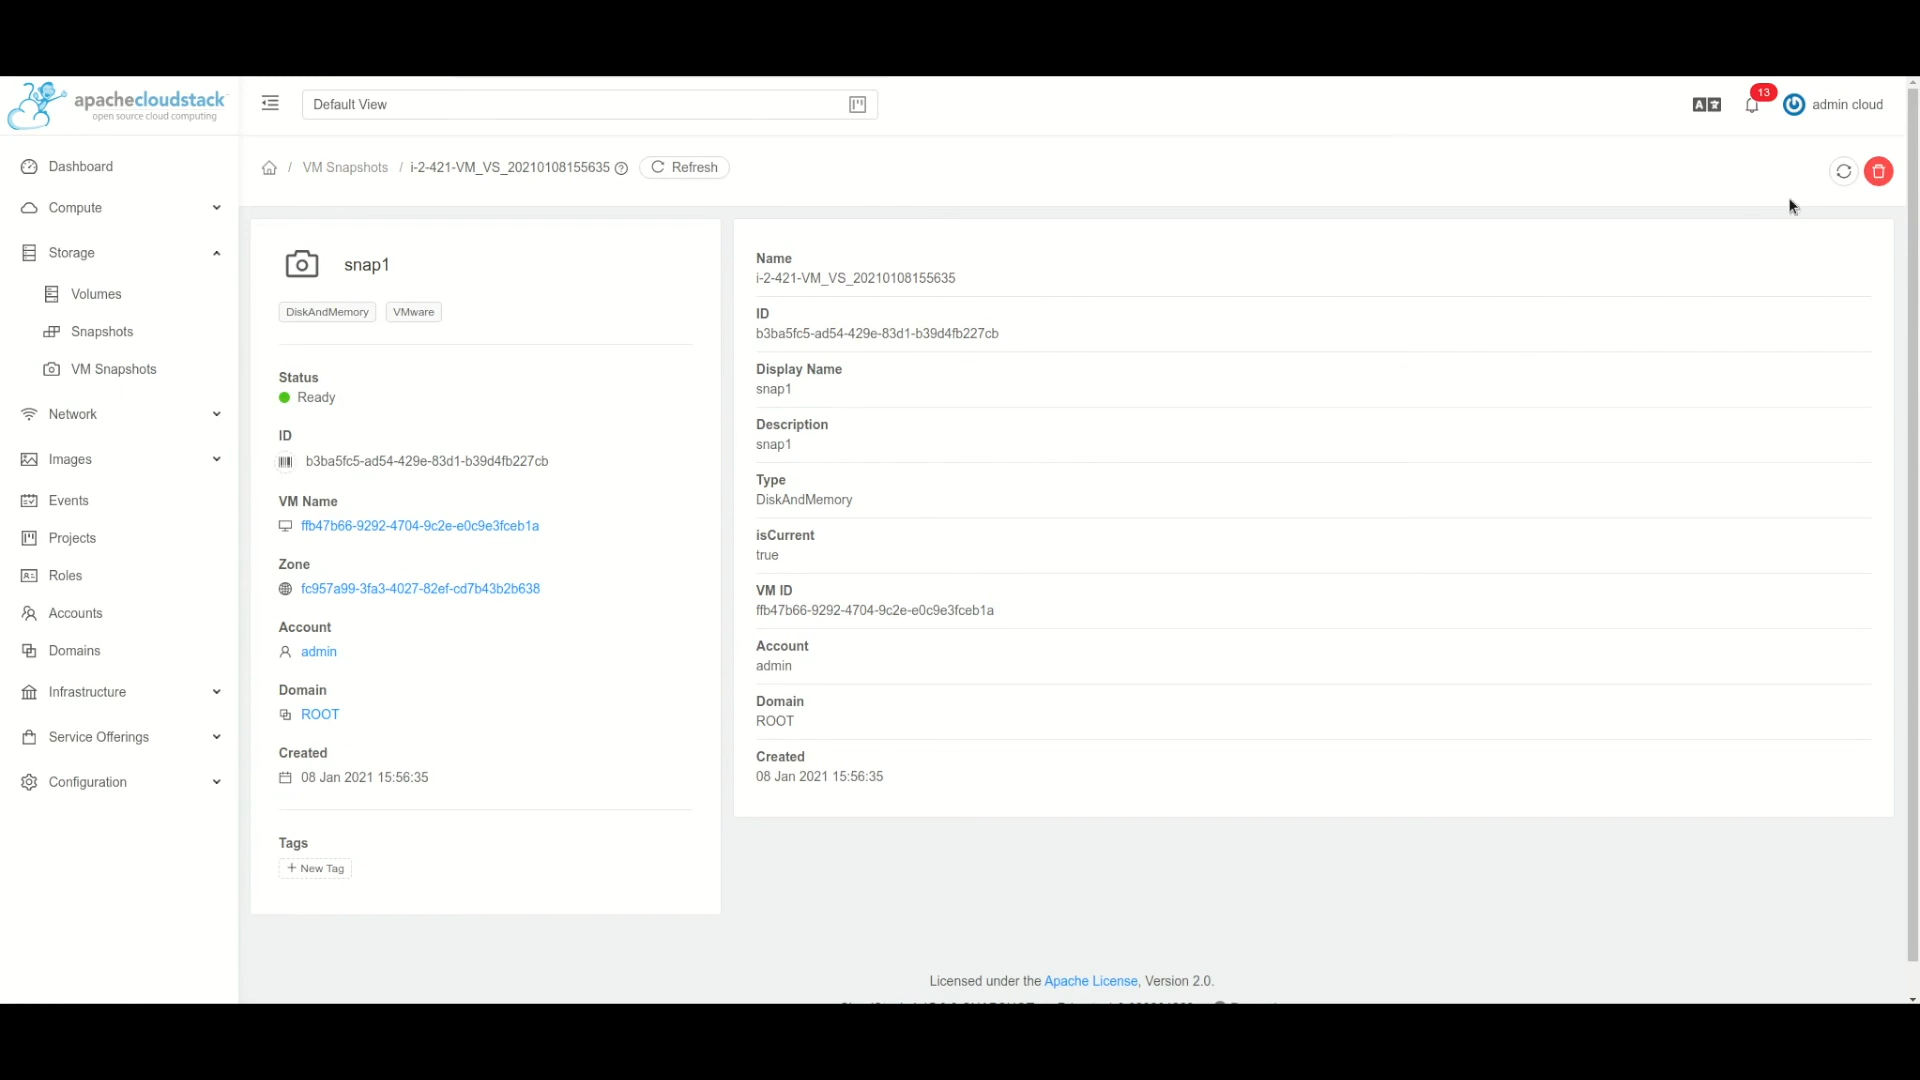 apachecloudstack
open source cloud computing
Default View
13
admin cloud
Dashboard
Compute
Storage
Volumes
Snapshots
VM Snapshots
Network
Images
Events
Projects
Roles
Accounts
Domains
Infrastructure
Service Offerings
Configuration
/ VM Snapshots / i-2-421-VM_VS_20210108155635 Refresh
snap1
DiskAndMemory VMware
Status
Ready
ID
b3ba5fc5-ad54-429e-83d1-b39d4fb227cb
VM Name
ffb47b66-9292-4704-9c2e-e0c9e3fceb1a
Zone
fc957a99-3fa3-4027-82ef-cd7b43b2b638
Account
admin
Domain
ROOT
Created
08 Jan 2021 15:56:35
Tags
+ New Tag
Name
i-2-421-VM_VS_20210108155635
ID
b3ba5fc5-ad54-429e-83d1-b39d4fb227cb
Display Name
snap1
Description
snap1
Type
DiskAndMemory
isCurrent
true
VM ID
ffb47b66-9292-4704-9c2e-e0c9e3fceb1a
Account
admin
Domain
ROOT
Created
08 Jan 2021 15:56:35
Licensed under the Apache License, Version 2.0.